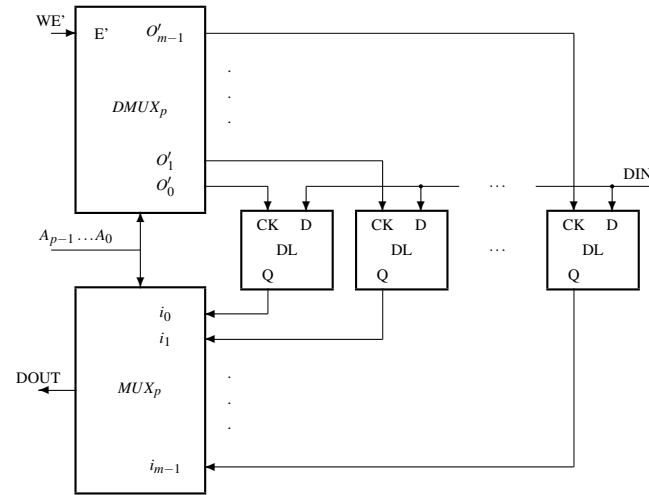 WE'
E' O'ₘ₋₁
DMUXₚ
O'₁
O'₀
DIN
...
CK D CK D CK D
Aₚ₋₁ ... A₀
DL DL ... DL
Q Q Q
i₀
i₁
DOUT
MUXₚ
iₘ₋₁